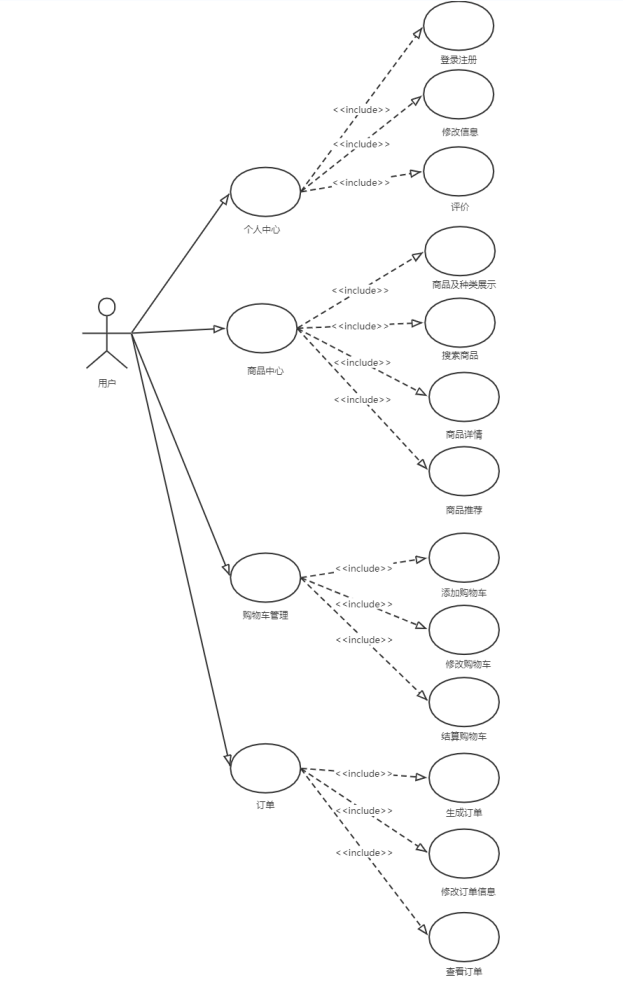 登录注册
<<include>>
修改信息
<<include>>
<<include>>
评价
个人中心
商品及种类展示
<<include>>
<<include>>
搜索商品
<<include>>
商品中心
用户
<<include>>
商品详情
商品推荐
<<include>>
添加购物车
<<include>>
购物车管理
<<include>>
修改购物车
结算购物车
<<include>>
订单
<<include>>
生成订单
<<include>>
修改订单信息
查看订单